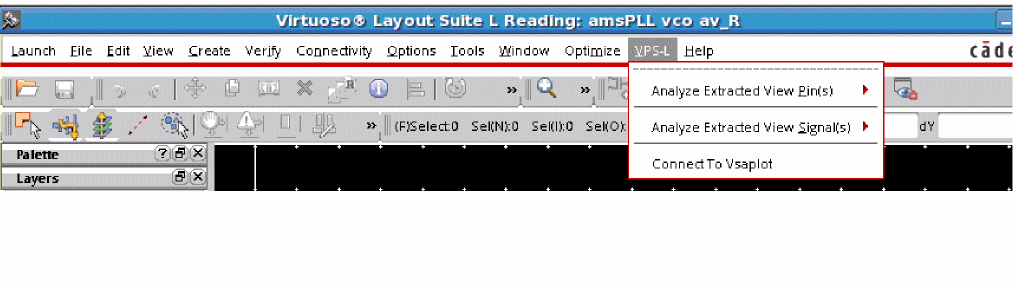 Virtuoso® Layout Suite L Reading: amsPLL vco av_R
Launch File Edit View Create Verify Connectivity Options Tools Window Optimize VPS-L Help cāde
Analyze Extracted View Pin(s)
R
»
»
Analyze Extracted View Signal(s)
» (F)Select:0 Sel(N):0 Sel(I):0 Sel(O): dY
Palette
Connect To Vsaplot
Layers